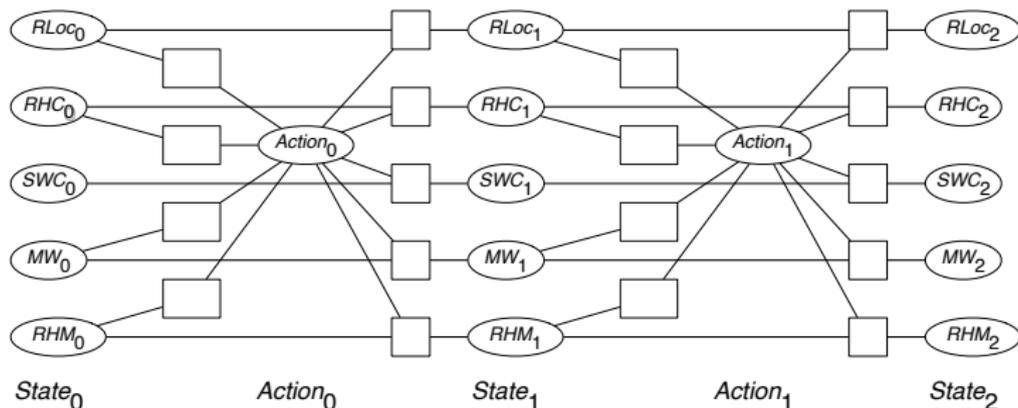 RLoc0 RLoc1 RLoc2
RHC0 RHC1 RHC2
Action0 Action1
SWC0 SWC1 SWC2
MW0 MW1 MW2
RHM0 RHM1 RHM2
State0 Action0 State1 Action1 State2